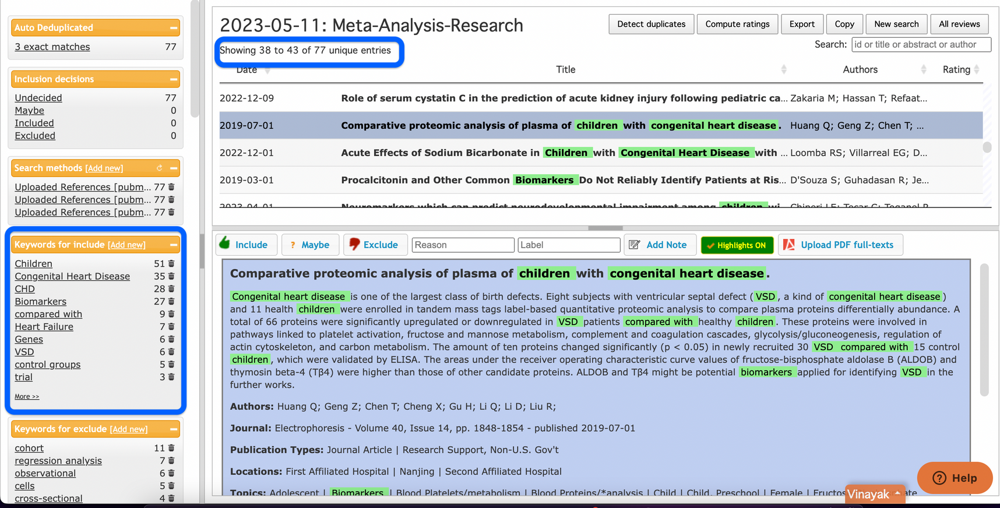 Auto Deduplicated
3 exact matches 77
Inclusion decisions
Undecided 77
Maybe 0
Included 0
Excluded 0
Search methods [Add new]
Uploaded References [pubm... 77
Uploaded References [pubm... 77
Uploaded References [pubm... 77
Keywords for include [Add new]
Children 51
Congenital Heart Disease 35
CHD 28
Biomarkers 27
compared with 9
Heart Failure 7
Genes 6
VSD 6
control groups 5
trial 3
More >>
Keywords for exclude [Add new]
cohort 11
regression analysis 7
observational 6
cells 5
cross-sectional 4
2023-05-11: Meta-Analysis-Research
Detect duplicates Compute ratings Export Copy New search All reviews
Showing 38 to 43 of 77 unique entries
Search: id or title or abstract or author
Date Title Authors Rating
2022-12-09 Role of serum cystatin C in the prediction of acute kidney injury following pediatric ca... Zakaria M; Hassan T; Refaat...
2019-07-01 Comparative proteomic analysis of plasma of children with congenital heart disease. Huang Q; Geng Z; Chen T; ...
2022-12-01 Acute Effects of Sodium Bicarbonate in Children with Congenital Heart Disease with ... Loomba RS; Villarreal EG; D...
2019-03-01 Procalcitonin and Other Common Biomarkers Do Not Reliably Identify Patients at Ris... D'Souza S; Guhadasan R; Je...
2023-04-01 Neuromarkers which can predict neurodevelopmental impairment among children wi...
Include ? Maybe Exclude Reason Label Add Note Highlights ON Upload PDF full-texts
Comparative proteomic analysis of plasma of children with congenital heart disease.
Congenital heart disease is one of the largest class of birth defects. Eight subjects with ventricular septal defect (VSD, a kind of congenital heart disease)
and 11 health children were enrolled in tandem mass tags label-based quantitative proteomic analysis to compare plasma proteins differentially abundance. A
total of 66 proteins were significantly upregulated or downregulated in VSD patients compared with healthy children. These proteins were involved in
pathways linked to platelet activation, fructose and mannose metabolism, complement and coagulation cascades, glycolysis/gluconeogenesis, regulation of
actin cytoskeleton, and carbon metabolism. The amount of ten proteins changed significantly (p < 0.05) in newly recruited 30 VSD compared with 15 control
children, which were validated by ELISA. The areas under the receiver operating characteristic curve values of fructose-bisphosphate aldolase B (ALDOB) and
thymosin beta-4 (Tβ4) were higher than those of other candidate proteins. ALDOB and Tβ4 might be potential biomarkers applied for identifying VSD in the
further works.
Authors: Huang Q; Geng Z; Chen T; Cheng X; Gu H; Li Q; Li D; Liu R;
Journal: Electrophoresis - Volume 40, Issue 14, pp. 1848-1854 - published 2019-07-01
Publication Types: Journal Article | Research Support, Non-U.S. Gov't
Locations: First Affiliated Hospital | Nanjing | Second Affiliated Hospital
Topics: Adolescent | Biomarkers | Blood Platelets/metabolism | Blood Proteins/*analysis | Child | Child, Preschool | Female |
Help
Vinayak